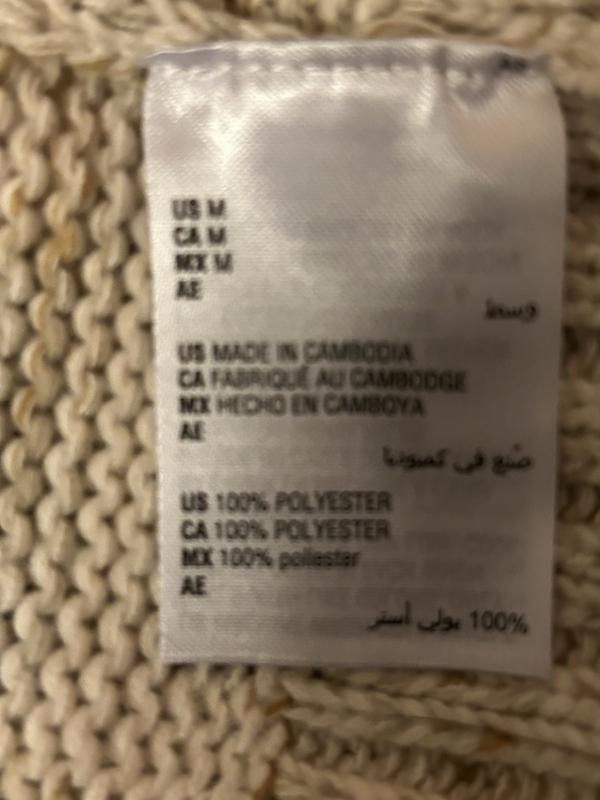 US M
CA M
MX M
AE
وسط
US MADE IN CAMBODIA
CA FABRIQUÉ AU CAMBODGE
MX HECHO EN CAMBOYA
AE
صُنع في كمبوديا
US 100% POLYESTER
CA 100% POLYESTER
MX 100% poliester
AE
100% بولي أستر